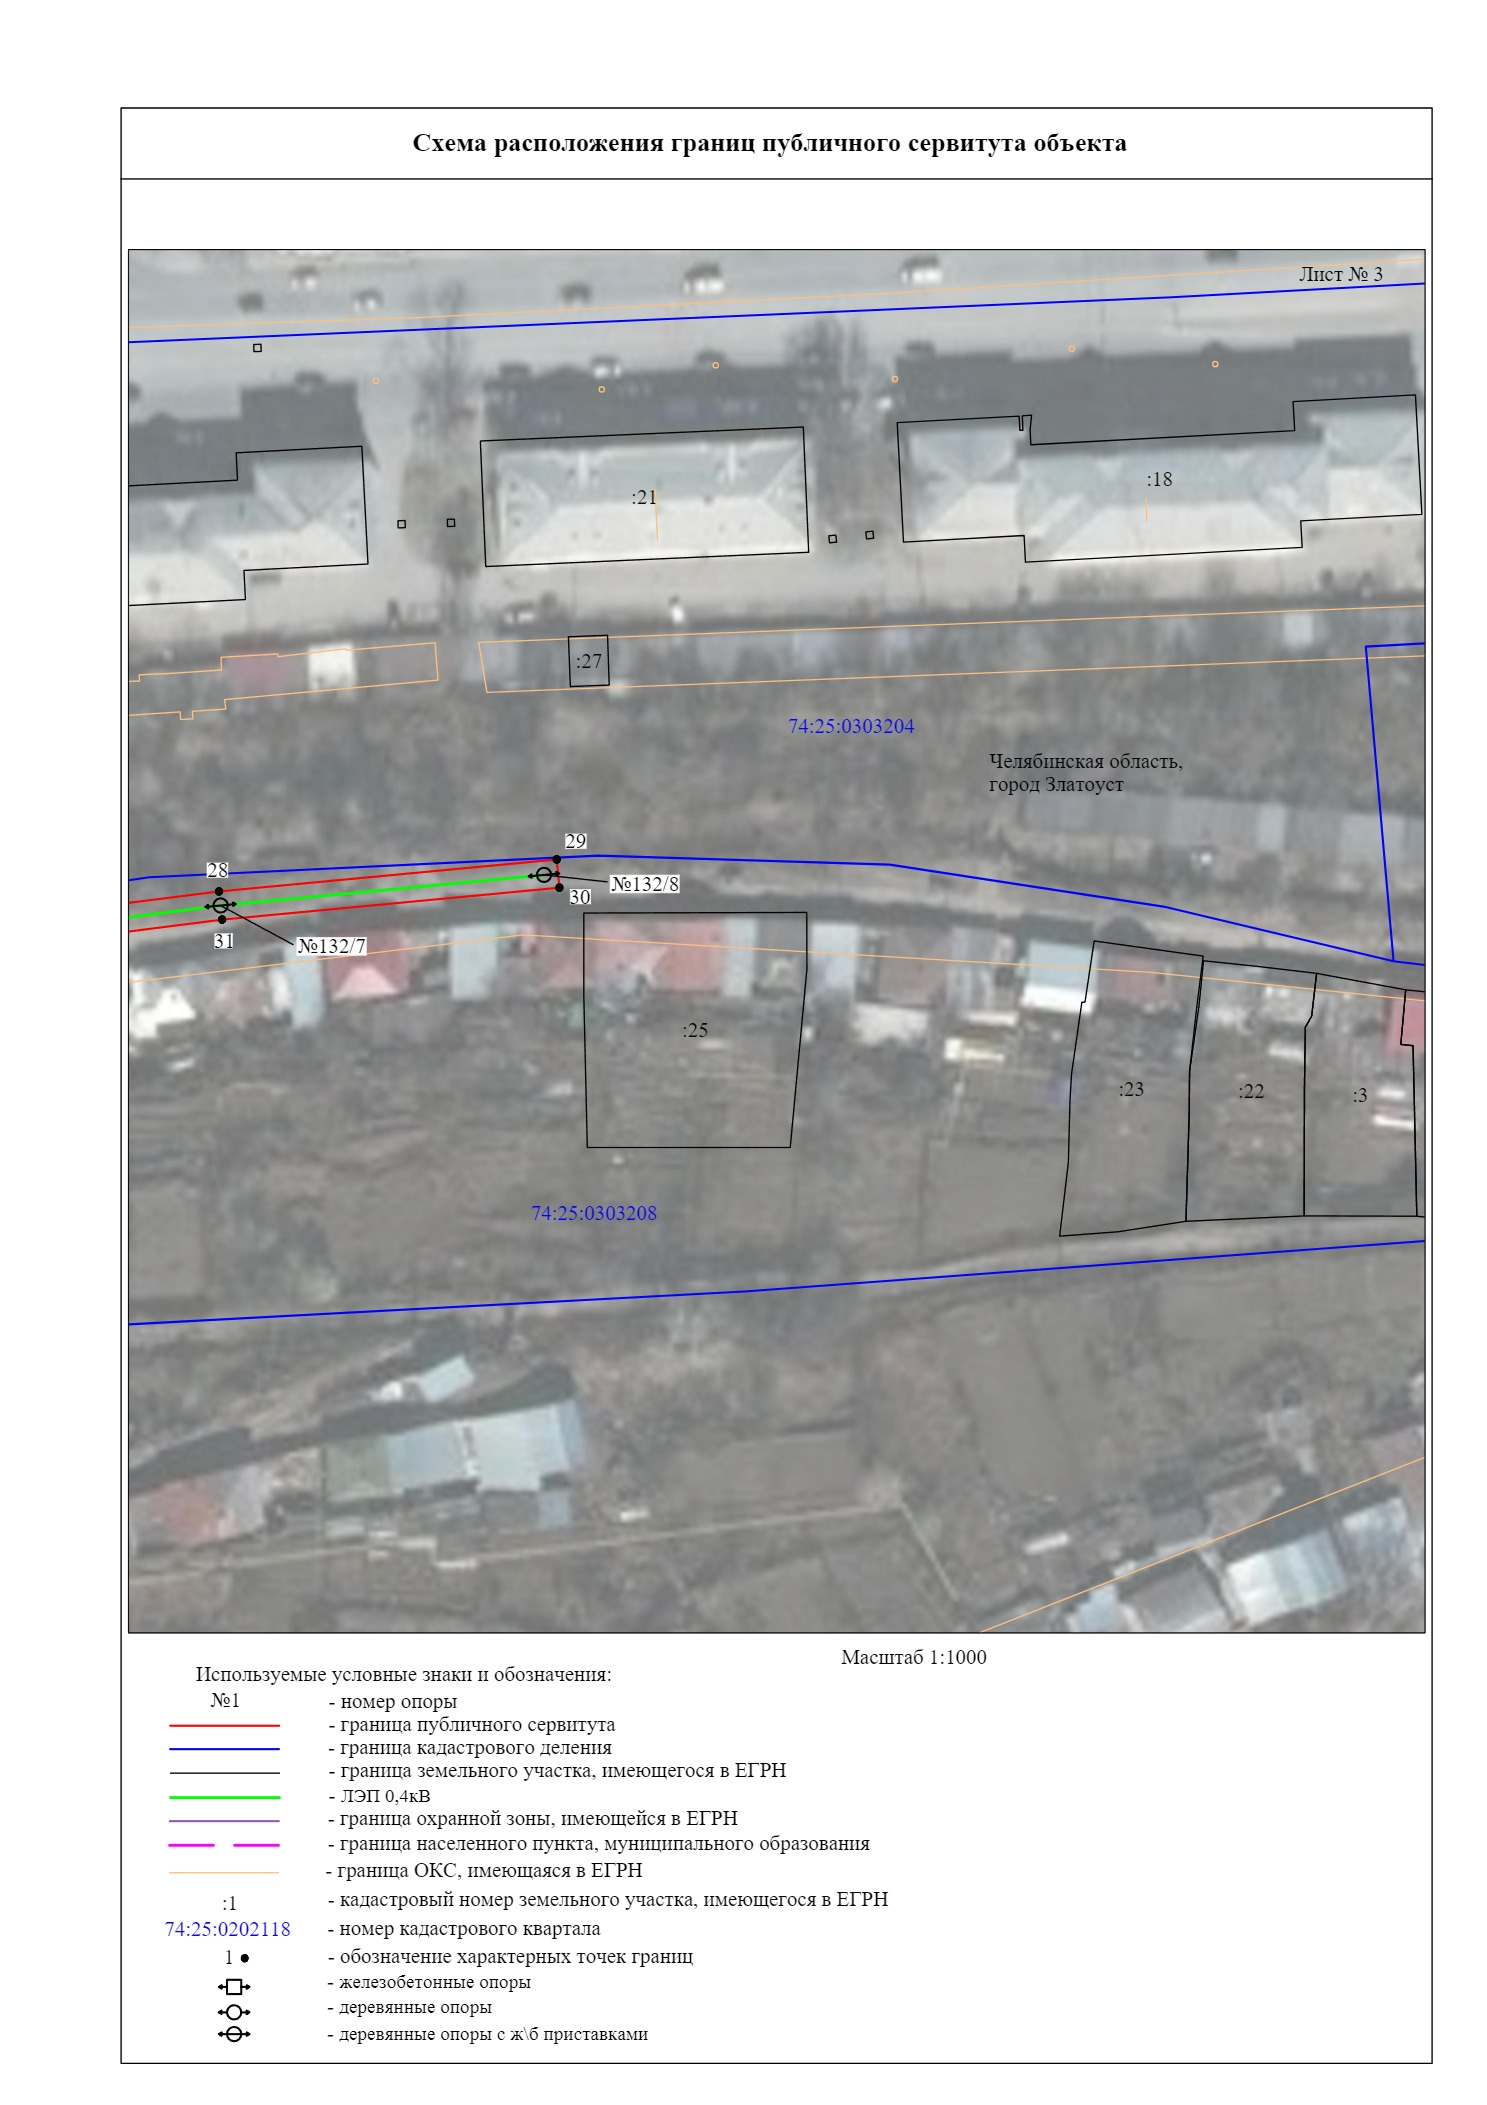 Схема расположения границ публичного сервитута объекта
Лист № 3
:21
:18
:27
74:25:0303204
Челябинская область,
город Златоуст
29
28
№132/8
30
31
№132/7
:25
:23
:22
:3
74:25:0303208
Масштаб 1:1000
Используемые условные знаки и обозначения:
№1 - номер опоры
- граница публичного сервитута
- граница кадастрового деления
- граница земельного участка, имеющегося в ЕГРН
- ЛЭП 0,4кВ
- граница охранной зоны, имеющейся в ЕГРН
- граница населенного пункта, муниципального образования
- граница ОКС, имеющаяся в ЕГРН
:1 - кадастровый номер земельного участка, имеющегося в ЕГРН
74:25:0202118 - номер кадастрового квартала
1 - обозначение характерных точек границ
- железобетонные опоры
- деревянные опоры
- деревянные опоры с ж\б приставками